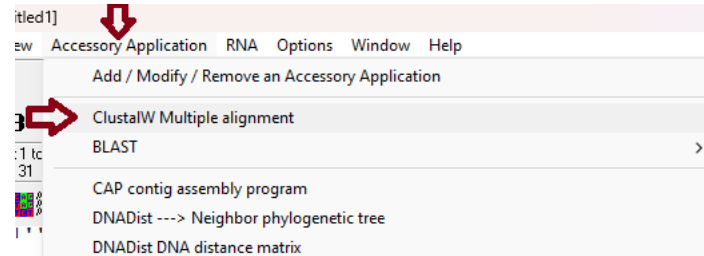 itled1]
ew Accessory Application RNA Options Window Help
Add / Modify / Remove an Accessory Application
ClustalW Multiple alignment
BLAST >
1 to
31
CAP contig assembly program
DNADist ---> Neighbor phylogenetic tree
DNADist DNA distance matrix